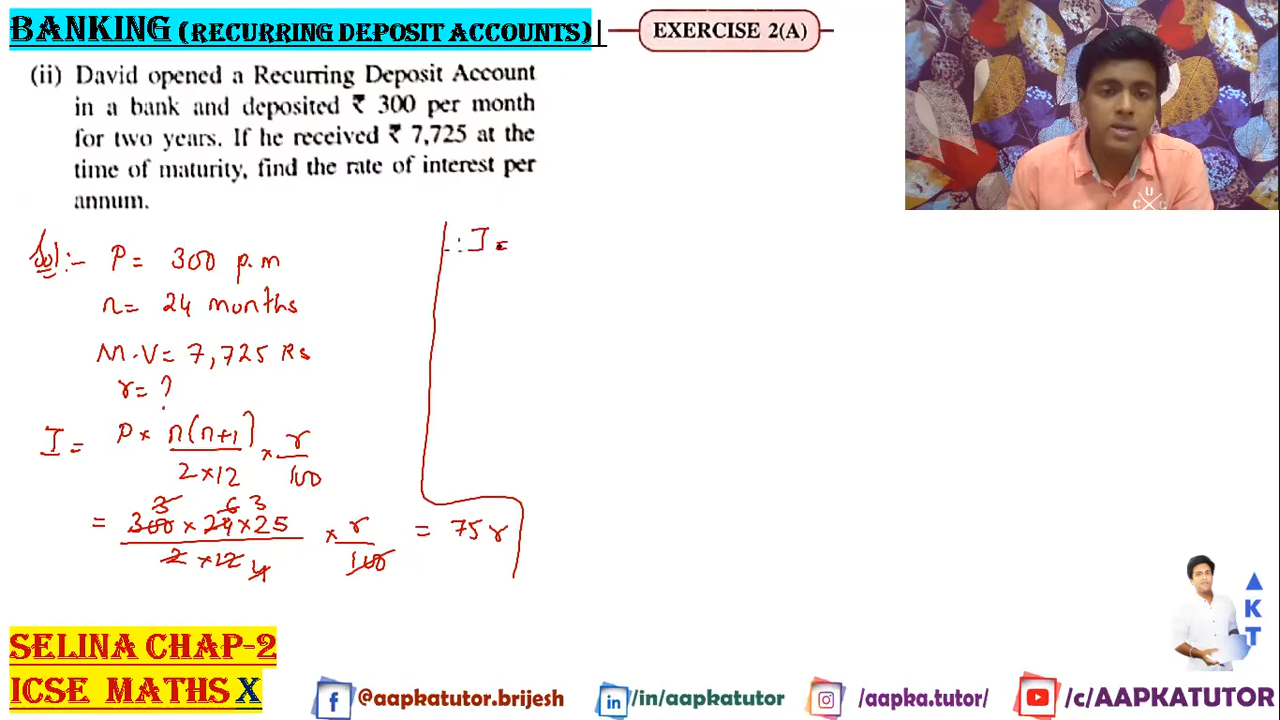 BANKING (RECURRING DEPOSIT ACCOUNTS)|
EXERCISE 2(A)
(ii) David opened a Recurring Deposit Account
in a bank and deposited ₹ 300 per month
for two years. If he received ₹ 7,725 at the
time of maturity, find the rate of interest per
annum.
Sol:- P = 300 p.m
n = 24 months
M.V = 7,725 Rs
r = ?
I = P × n(n+1)/2×12 × r/100
= 300 × 24 × 25/2 × 12 × r/100 = 75 r
∴ I =
SELINA CHAP-2
ICSE MATHS X
@aapkatutor.brijesh
/in/aapkatutor
/aapka.tutor/
/c/AAPKATUTOR
AKT